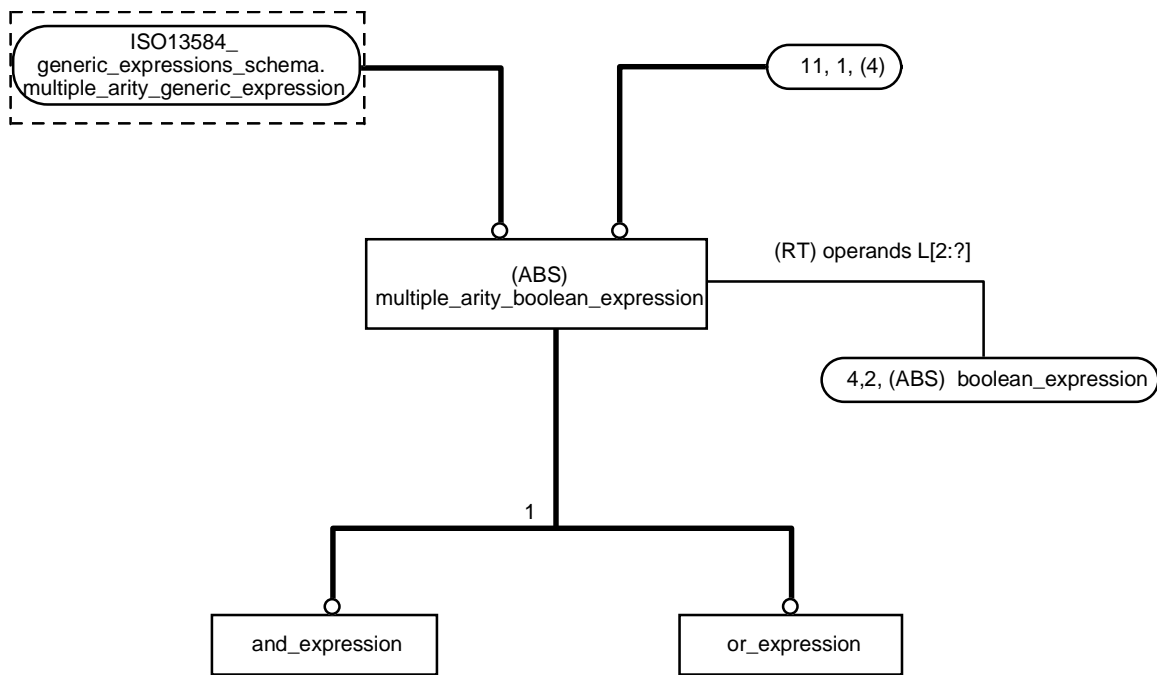 ISO13584_
generic_expressions_schema.
multiple_arity_generic_expression
11, 1, (4)
(ABS)
multiple_arity_boolean_expression
(RT) operands L[2:?]
4,2, (ABS) boolean_expression
1
and_expression
or_expression